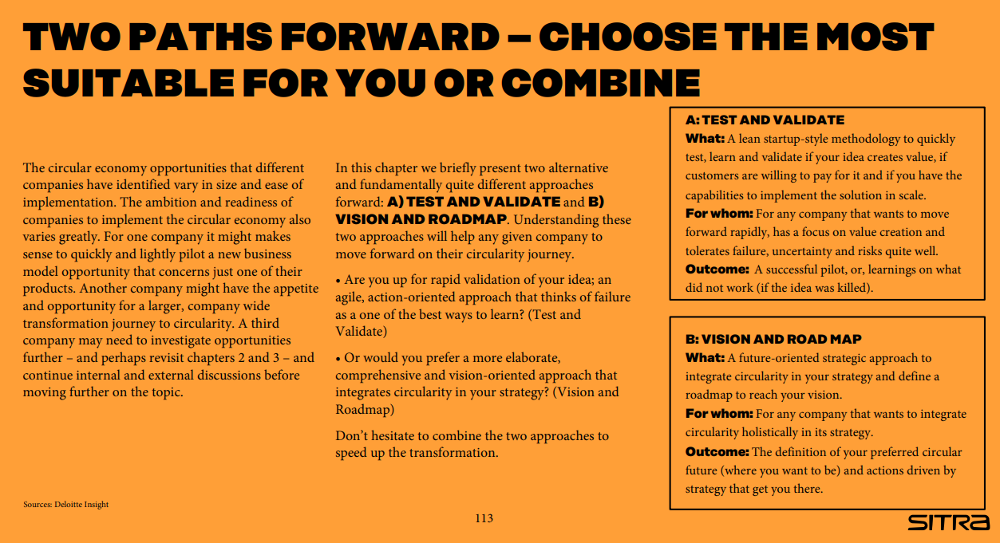 TWO PATHS FORWARD – CHOOSE THE MOST
SUITABLE FOR YOU OR COMBINE
The circular economy opportunities that different
companies have identified vary in size and ease of
implementation. The ambition and readiness of
companies to implement the circular economy also
varies greatly. For one company it might makes
sense to quickly and lightly pilot a new business
model opportunity that concerns just one of their
products. Another company might have the appetite
and opportunity for a larger, company wide
transformation journey to circularity. A third
company may need to investigate opportunities
further – and perhaps revisit chapters 2 and 3 – and
continue internal and external discussions before
moving further on the topic.
In this chapter we briefly present two alternative
and fundamentally quite different approaches
forward: A) TEST AND VALIDATE and B)
VISION AND ROADMAP. Understanding these
two approaches will help any given company to
move forward on their circularity journey.
• Are you up for rapid validation of your idea; an
agile, action-oriented approach that thinks of failure
as a one of the best ways to learn? (Test and
Validate)
• Or would you prefer a more elaborate,
comprehensive and vision-oriented approach that
integrates circularity in your strategy? (Vision and
Roadmap)
Don’t hesitate to combine the two approaches to
speed up the transformation.
A: TEST AND VALIDATE
What: A lean startup-style methodology to quickly
test, learn and validate if your idea creates value, if
customers are willing to pay for it and if you have the
capabilities to implement the solution in scale.
For whom: For any company that wants to move
forward rapidly, has a focus on value creation and
tolerates failure, uncertainty and risks quite well.
Outcome: A successful pilot, or, learnings on what
did not work (if the idea was killed).
B: VISION AND ROAD MAP
What: A future-oriented strategic approach to
integrate circularity in your strategy and define a
roadmap to reach your vision.
For whom: For any company that wants to integrate
circularity holistically in its strategy.
Outcome: The definition of your preferred circular
future (where you want to be) and actions driven by
strategy that get you there.
Sources: Deloitte Insight
113
SITRA